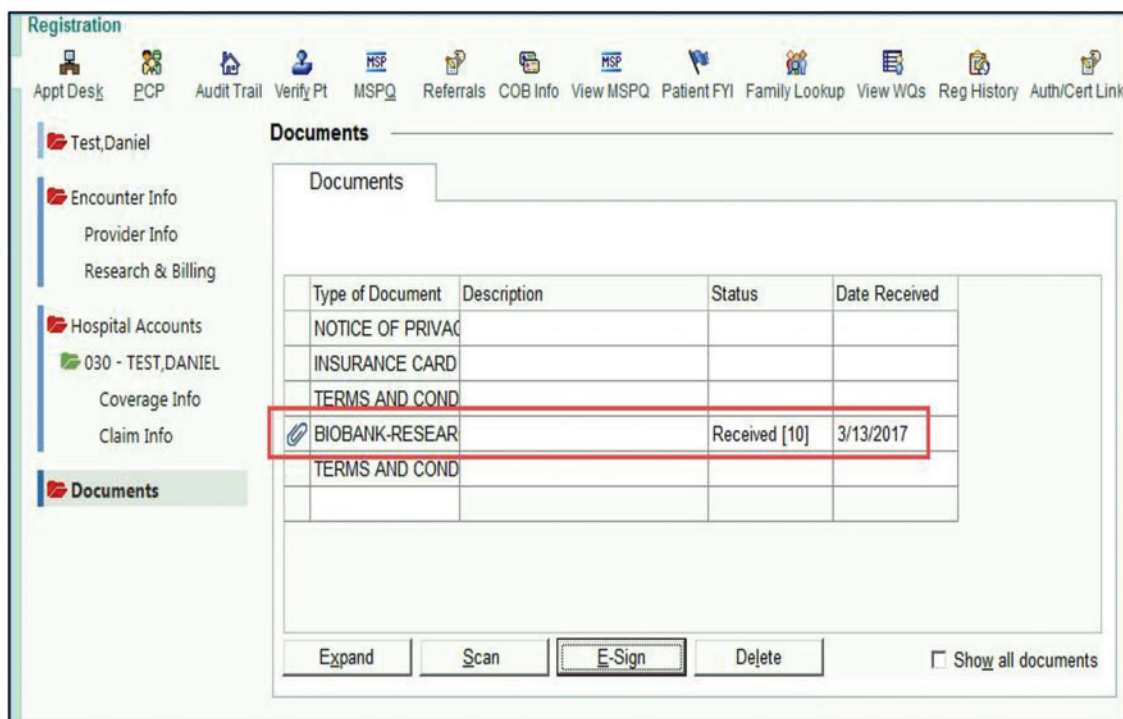 Registration
Appt Desk PCP Audit Trail Verify Pt MSPQ Referrals COB Info View MSPQ Patient FYI Family Lookup View WQs Reg History Auth/Cert Link
MSP MSP
Test,Daniel
Encounter Info
Provider Info
Research & Billing
Hospital Accounts
030 - TEST,DANIEL
Coverage Info
Claim Info
Documents
Documents
Documents
Type of Document Description Status Date Received
NOTICE OF PRIVAC
INSURANCE CARD
TERMS AND COND
BIOBANK-RESEAR Received [10] 3/13/2017
TERMS AND COND
Expand Scan E-Sign Delete Show all documents